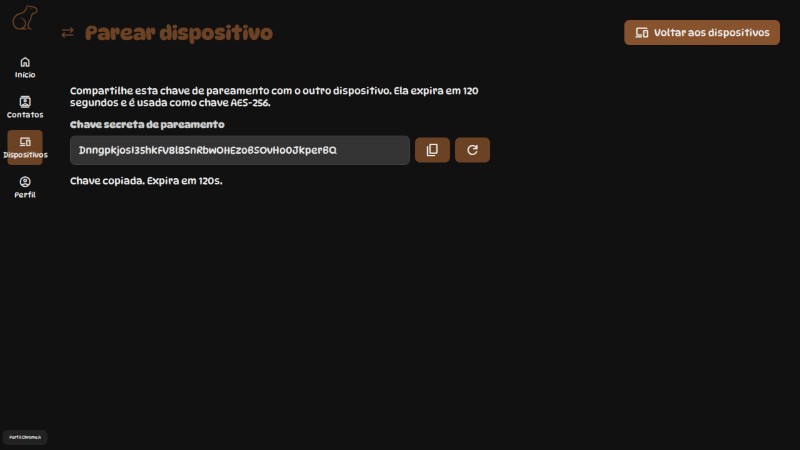 Parear dispositivo
Voltar aos dispositivos
Início
Contatos
Dispositivos
Perfil
Compartilhe esta chave de pareamento com o outro dispositivo. Ela expira em 120
segundos e é usada como chave AES-256.
Chave secreta de pareamento
Chave copiada. Expira em 120s.